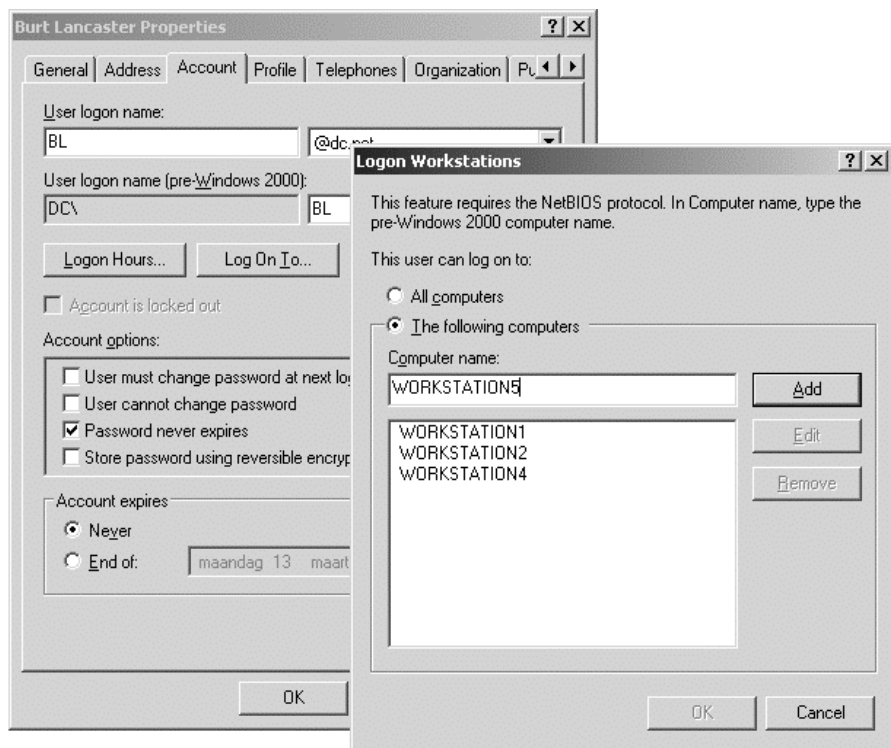 Burt Lancaster Properties
General Address Account Profile Telephones Organization
User logon name:
BL
User logon name (pre-Windows 2000):
DC\ BL
Logon Hours... Log On To...
Account is locked out
Account options:
User must change password at next
User cannot change password
Password never expires
Store password using reversible
Account expires
Never
End of: maandag 13 maart
OK
Logon Workstations
This feature requires the NetBIOS protocol. In Computer name, type the
pre-Windows 2000 computer name.
This user can log on to:
All computers
The following computers
Computer name:
WORKSTATION5 Add
WORKSTATION1 Edit
WORKSTATION2
WORKSTATION4 Remove
OK Cancel